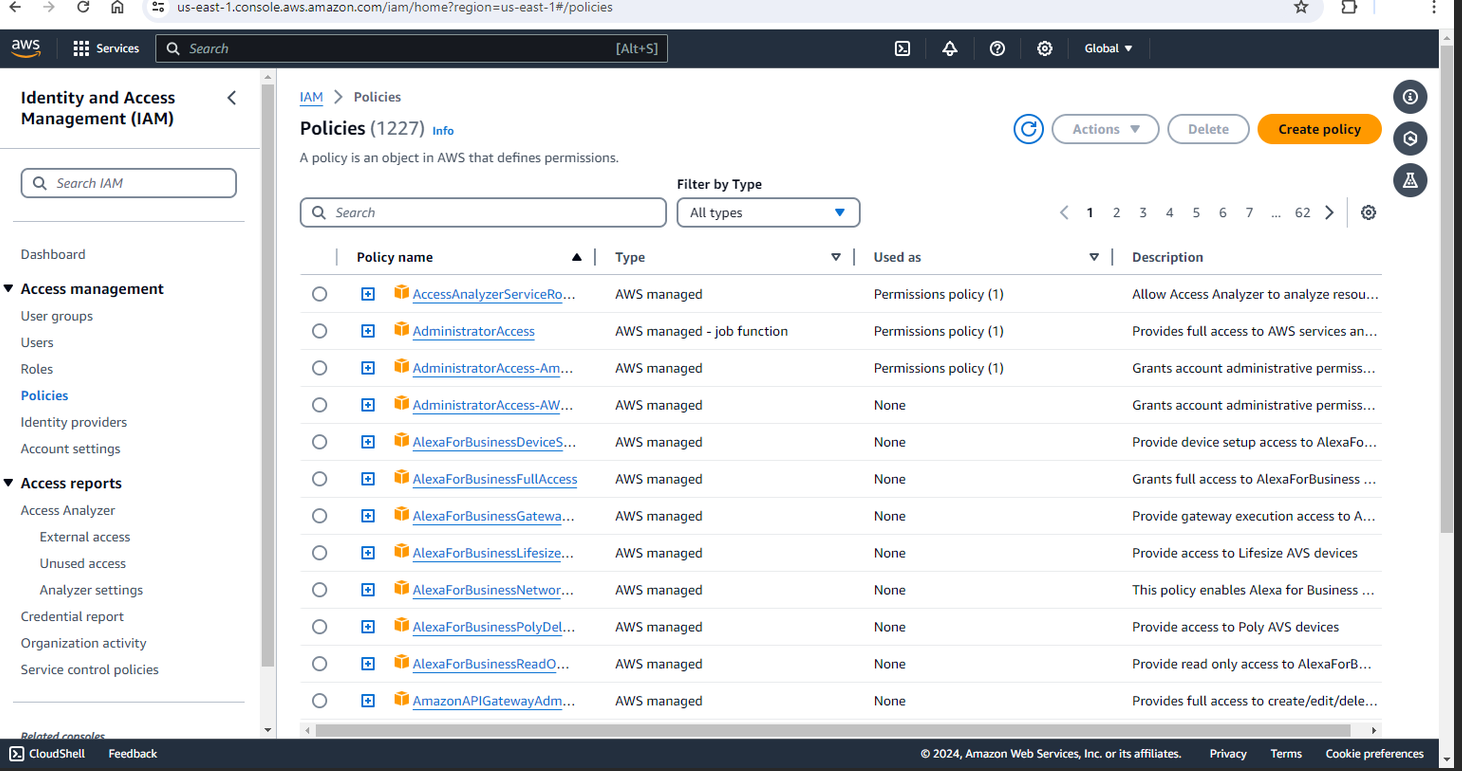 us-east-1.console.aws.amazon.com/iam/home?region=us-east-1#/policies
aws Services Search [Alt+S] Global
Identity and Access
Management (IAM)
Search IAM
Dashboard
Access management
User groups
Users
Roles
Policies
Identity providers
Account settings
Access reports
Access Analyzer
External access
Unused access
Analyzer settings
Credential report
Organization activity
Service control policies
Related consoles
IAM > Policies
Policies (1227) Info
A policy is an object in AWS that defines permissions.
Actions Delete Create policy
Filter by Type
Search All types 1 2 3 4 5 6 7 ... 62
Policy name Type Used as Description
AccessAnalyzerServiceRo... AWS managed Permissions policy (1) Allow Access Analyzer to analyze resou...
AdministratorAccess AWS managed - job function Permissions policy (1) Provides full access to AWS services an...
AdministratorAccess-Am... AWS managed Permissions policy (1) Grants account administrative permiss...
AdministratorAccess-AW... AWS managed None Grants account administrative permiss...
AlexaForBusinessDeviceS... AWS managed None Provide device setup access to AlexaFo...
AlexaForBusinessFullAccess AWS managed None Grants full access to AlexaForBusiness ...
AlexaForBusinessGatewa... AWS managed None Provide gateway execution access to A...
AlexaForBusinessLifesize... AWS managed None Provide access to Lifesize AVS devices
AlexaForBusinessNetwor... AWS managed None This policy enables Alexa for Business ...
AlexaForBusinessPolyDel... AWS managed None Provide access to Poly AVS devices
AlexaForBusinessReadO... AWS managed None Provide read only access to AlexaForB...
AmazonAPIGatewayAdm... AWS managed None Provides full access to create/edit/dele...
CloudShell Feedback © 2024, Amazon Web Services, Inc. or its affiliates. Privacy Terms Cookie preferences